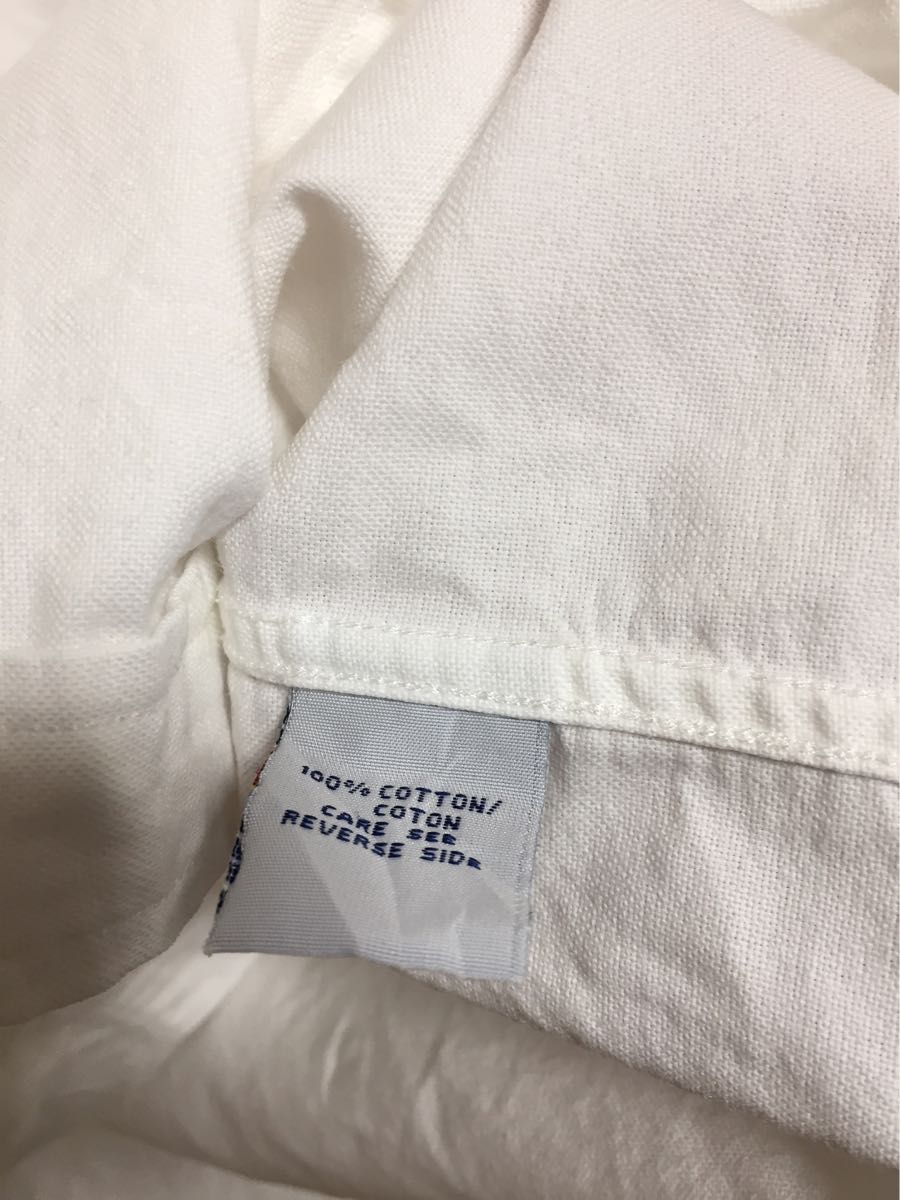 100% COTTON/
COTON
CARE SEE
REVERSE SIDE